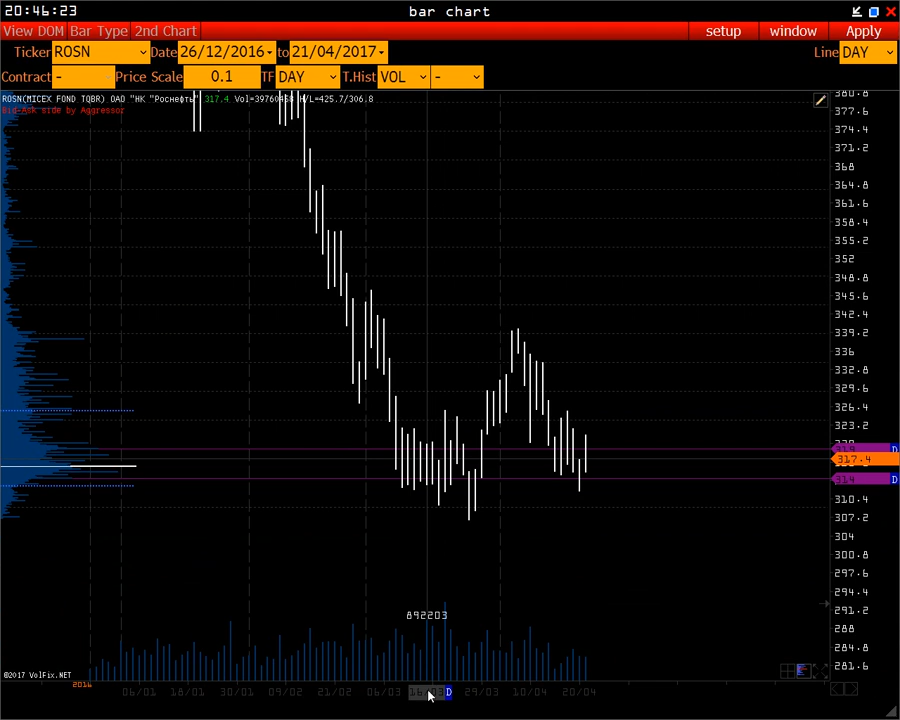 20:46:23
bar chart
View DOM Bar Type 2nd Chart
setup window Apply
Ticker ROSN Date 26/12/2016 to 21/04/2017 Line DAY
Contract - Price Scale 0.1 TF DAY T.Hist VOL -
ROSN(MICEX FOND TQBR) ОАО "НК "Роснефть" 317.4 Vol=39760458 H/L=425.7/306.8
Bid-Ask side by Aggressor
380.8
377.6
374.4
371.2
368
364.8
361.6
358.4
355.2
352
348.8
345.6
342.4
339.2
336
332.8
329.6
326.4
323.2
319 D
317.4
314 D
310.4
307.2
304
300.8
297.6
294.4
291.2
288
284.8
281.6
892203
©2017 VolFix.NET
2016 06/01 18/01 30/01 09/02 21/02 06/03 16/03 D 29/03 10/04 20/04